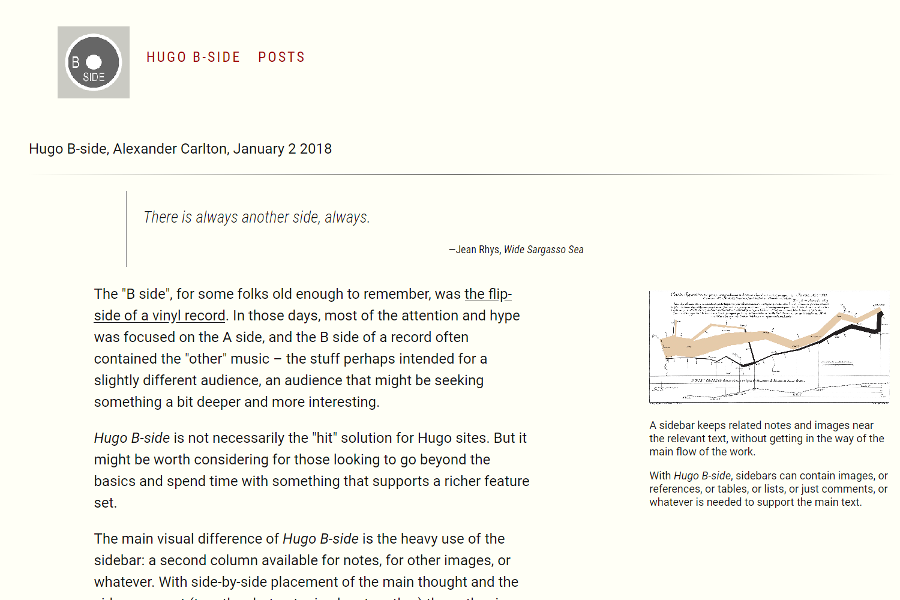 B
SIDE
HUGO B-SIDE POSTS
Hugo B-side, Alexander Carlton, January 2 2018
There is always another side, always.
—Jean Rhys, Wide Sargasso Sea
The "B side", for some folks old enough to remember, was the flip-
side of a vinyl record. In those days, most of the attention and hype
was focused on the A side, and the B side of a record often
contained the "other" music – the stuff perhaps intended for a
slightly different audience, an audience that might be seeking
something a bit deeper and more interesting.
Hugo B-side is not necessarily the "hit" solution for Hugo sites. But it
might be worth considering for those looking to go beyond the
basics and spend time with something that supports a richer feature
set.
The main visual difference of Hugo B-side is the heavy use of the
sidebar: a second column available for notes, for other images, or
whatever. With side-by-side placement of the main thought and the
A sidebar keeps related notes and images near
the relevant text, without getting in the way of the
main flow of the work.
With Hugo B-side, sidebars can contain images, or
references, or tables, or lists, or just comments, or
whatever is needed to support the main text.